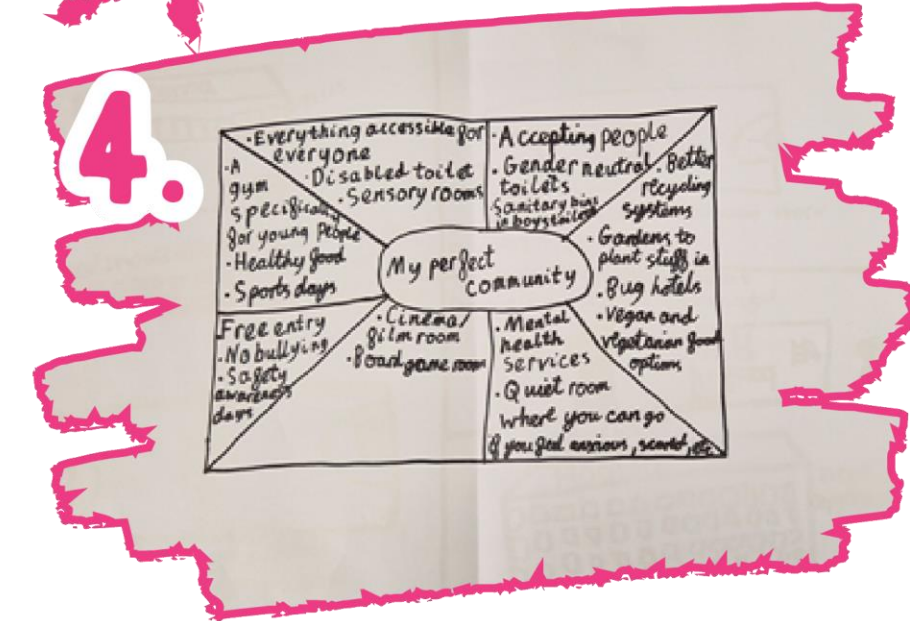 4.
·Everything accessible for
everyone
·Disabled toilet
·Sensory rooms
·Accepting people
·Gender neutral
toilets
Sanitary bins
in boys toilets
·Better
recycling
systems
·Gardens to
plant stuff in
·Bug hotels
·Vegan and
vegetarian food
options
·A
gym
specifically
for young People
·Healthy food
·Sports days
My perfect
community
Free entry
·No bullying
·Safety
awareness
days
·Cinema/
film room
·Board game room
·Mental
health
services
·Quiet room
where you can go
if you feel anxious, scared, etc.